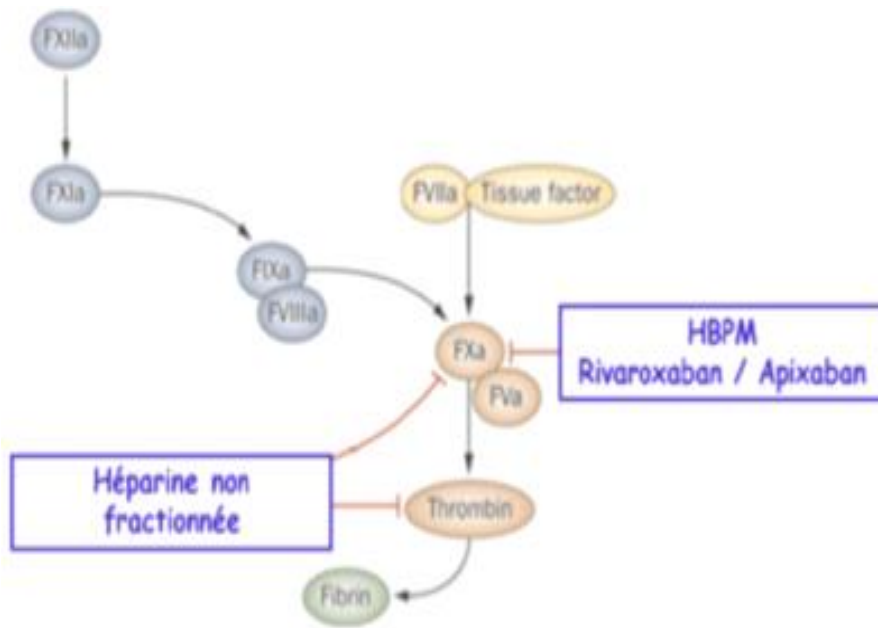 FXIIa
FXIa
FVIIa Tissue factor
FIXa
FVIIIa
HBPM
Rivaroxaban / Apixaban
FXa
FVa
Héparine non
fractionnée
Thrombin
Fibrin